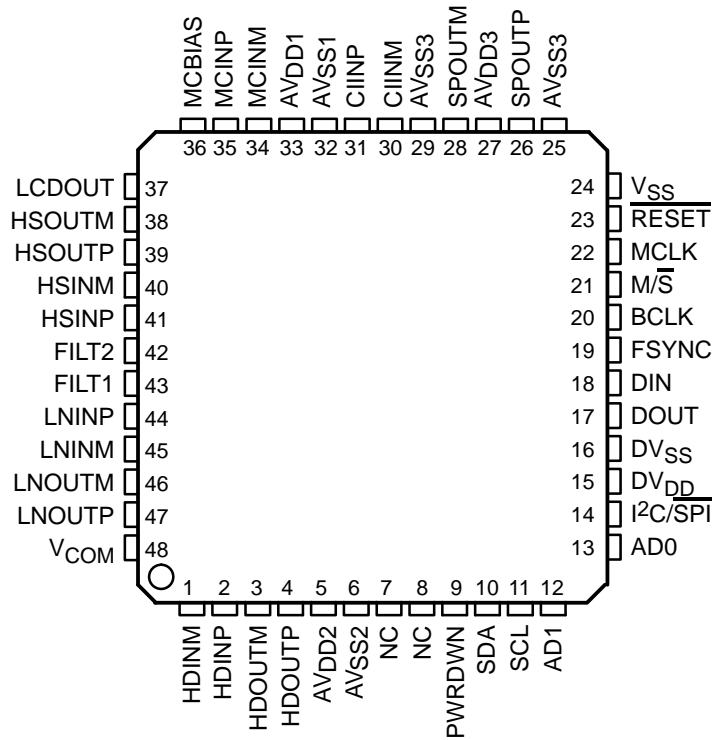 MCBIAS
MCINP
MCINM
AVDD1
AVSS1
CIINP
CIINM
AVSS3
SPOUTM
AVDD3
SPOUTP
AVSS3
36 35 34 33 32 31 30 29 28 27 26 25
LCDOUT 37
HSOUTM 38
HSOUTP 39
HSINM 40
HSINP 41
FILT2 42
FILT1 43
LNINP 44
LNINM 45
LNOUTM 46
LNOUTP 47
VCOM 48
24 VSS
23 RESET
22 MCLK
21 M/S
20 BCLK
19 FSYNC
18 DIN
17 DOUT
16 DVSS
15 DVDD
14 I²C/SPI
13 AD0
1 2 3 4 5 6 7 8 9 10 11 12
HDINM
HDINP
HDOUTM
HDOUTP
AVDD2
AVSS2
NC
NC
PWRDWN
SDA
SCL
AD1